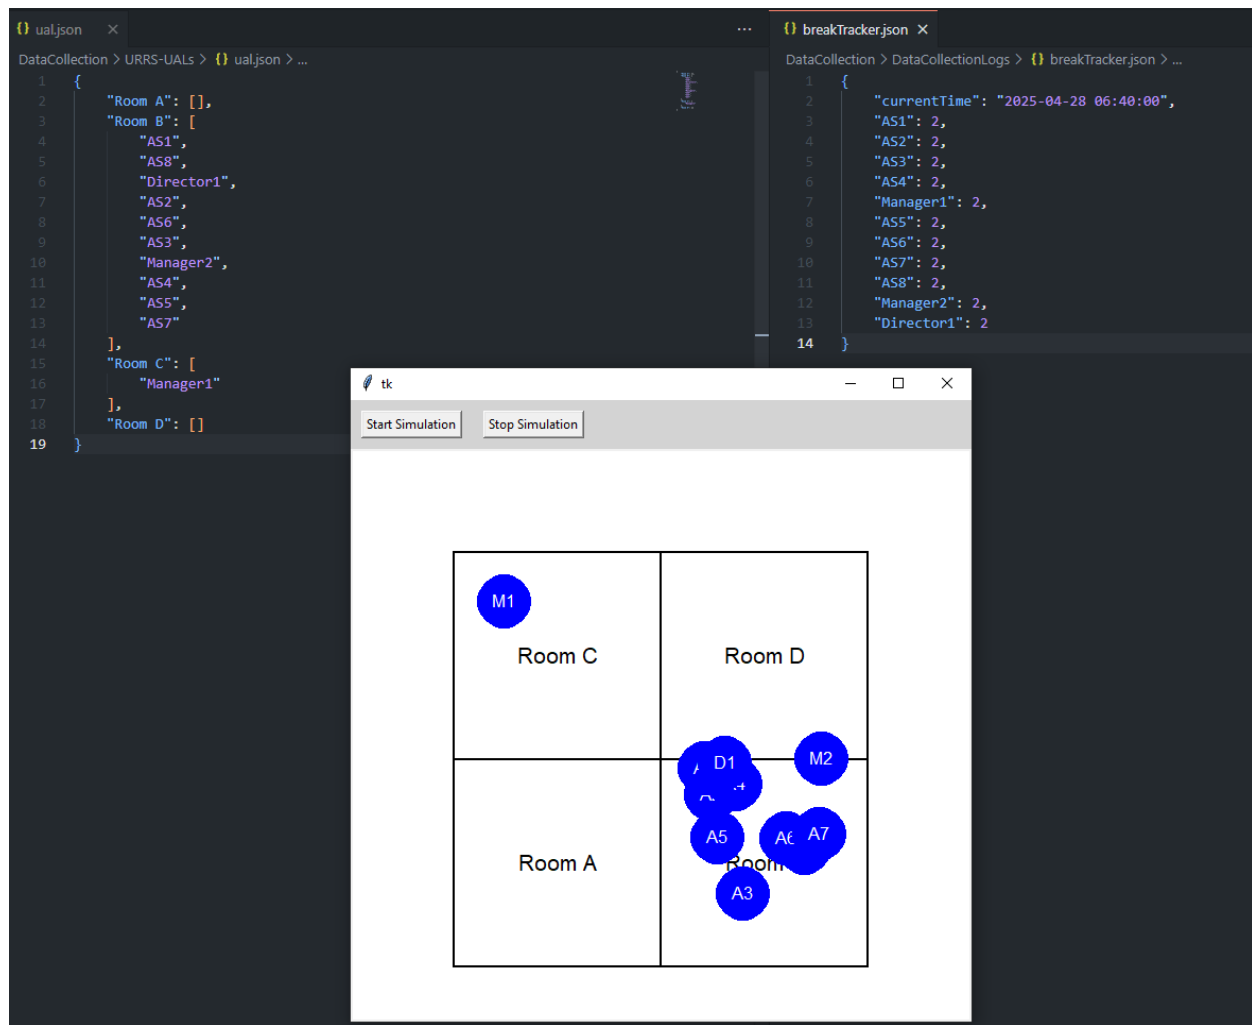 {} ual.json ×
DataCollection > URRS-UALs > {} ual.json > ...
1 {
2 "Room A": [],
3 "Room B": [
4 "AS1",
5 "AS8",
6 "Director1",
7 "AS2",
8 "AS6",
9 "AS3",
10 "Manager2",
11 "AS4",
12 "AS5",
13 "AS7"
14 ],
15 "Room C": [
16 "Manager1"
17 ],
18 "Room D": []
19 }
...
{} breakTracker.json ×
DataCollection > DataCollectionLogs > {} breakTracker.json > ...
1 {
2 "currentTime": "2025-04-28 06:40:00",
3 "AS1": 2,
4 "AS2": 2,
5 "AS3": 2,
6 "AS4": 2,
7 "Manager1": 2,
8 "AS5": 2,
9 "AS6": 2,
10 "AS7": 2,
11 "AS8": 2,
12 "Manager2": 2,
13 "Director1": 2
14 }
tk
Start Simulation Stop Simulation
M1
Room C Room D
D1 M2
A5 A6 A7
Room A
A3